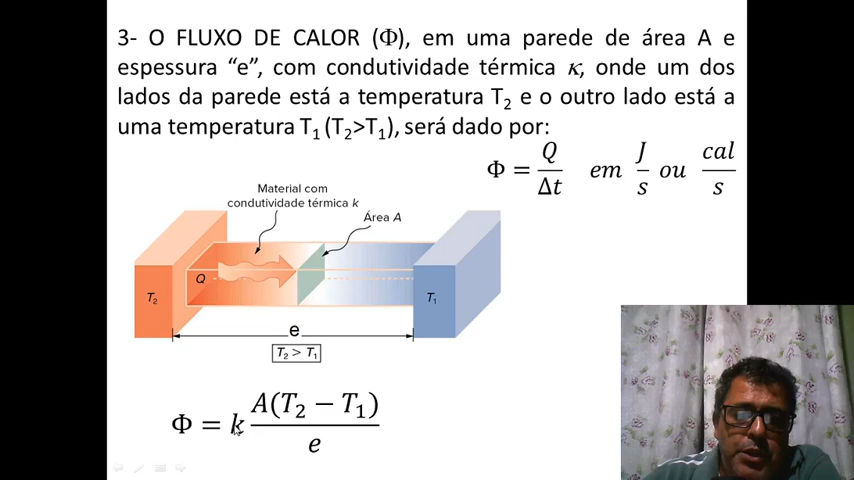 3- O FLUXO DE CALOR (Φ), em uma parede de área A e
espessura “e”, com condutividade térmica κ, onde um dos
lados da parede está a temperatura T₂ e o outro lado está a
uma temperatura T₁ (T₂>T₁), será dado por:
Φ = Q/Δt em J/s ou cal/s
Material com
condutividade térmica k
Área A
Q
T₂
T₁
e
T₂ > T₁
Φ = k A(T₂ − T₁)/e